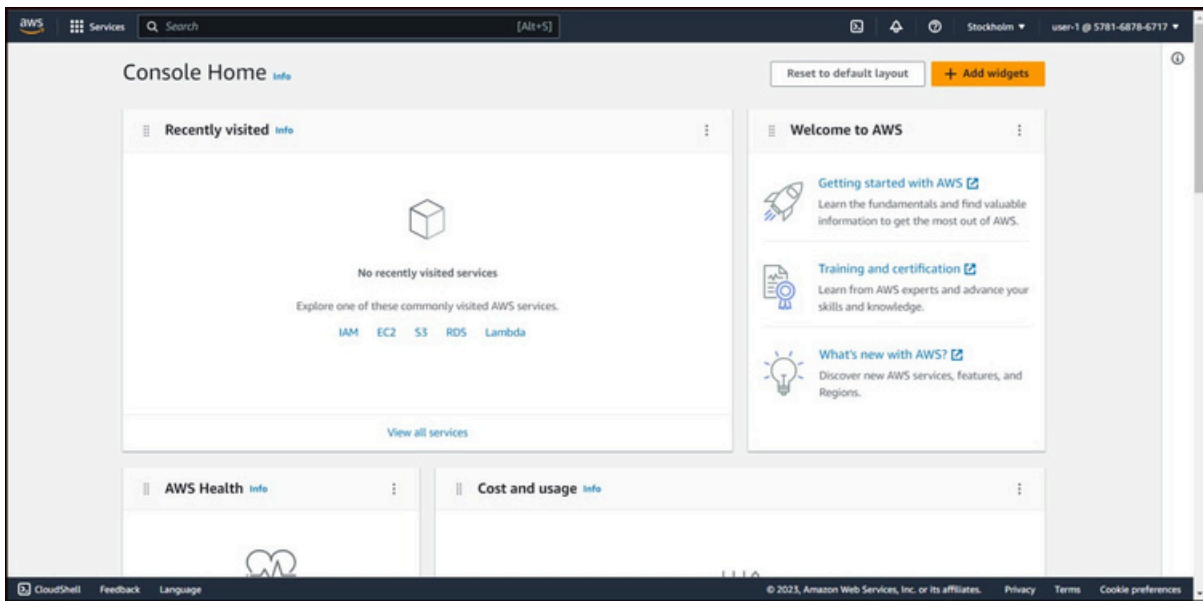 aws
Services
Search
[Alt+S]
Stockholm
user-1 @ 5781-6878-6717
Console Home Info
Reset to default layout
+ Add widgets
Recently visited Info
No recently visited services
Explore one of these commonly visited AWS services.
IAM EC2 S3 RDS Lambda
View all services
Welcome to AWS
Getting started with AWS
Learn the fundamentals and find valuable
information to get the most out of AWS.
Training and certification
Learn from AWS experts and advance your
skills and knowledge.
What's new with AWS?
Discover new AWS services, features, and
Regions.
AWS Health Info
Cost and usage Info
CloudShell Feedback Language
© 2023, Amazon Web Services, Inc. or its affiliates. Privacy Terms Cookie preferences